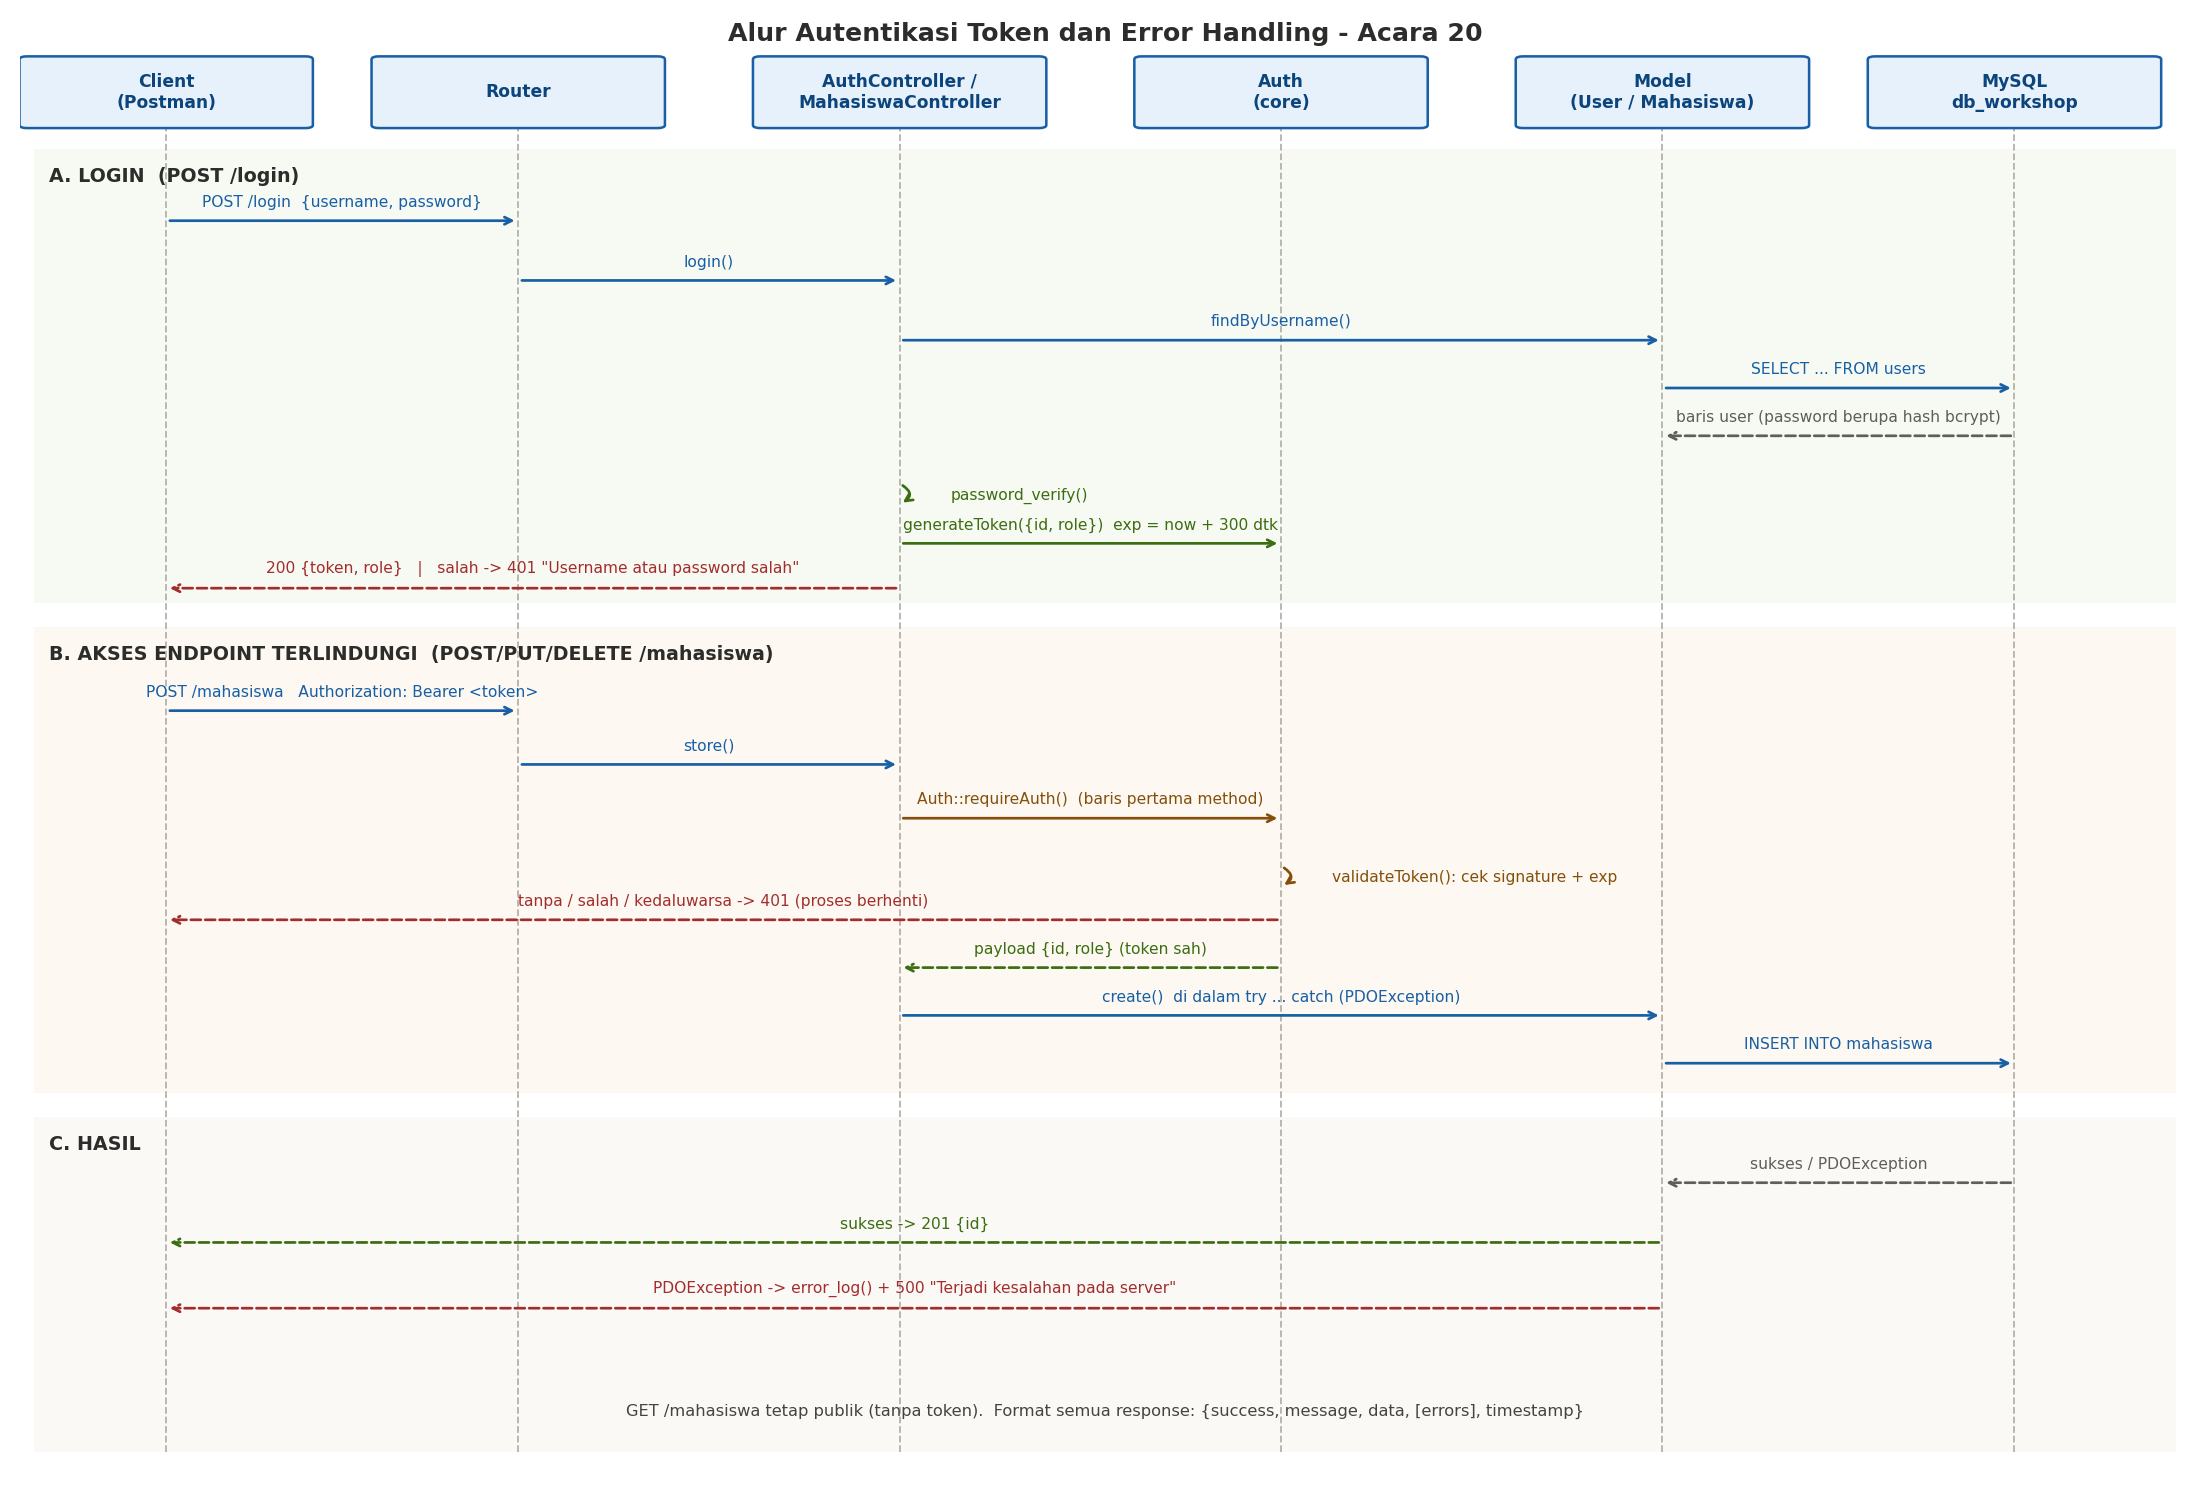 Alur Autentikasi Token dan Error Handling - Acara 20
Client
(Postman)
Router
AuthController /
MahasiswaController
Auth
(core)
Model
(User / Mahasiswa)
MySQL
db_workshop
A. LOGIN  (POST /login)
POST /login  {username, password}
login()
findByUsername()
SELECT ... FROM users
baris user (password berupa hash bcrypt)
password_verify()
generateToken({id, role})  exp = now + 300 dtk
200 {token, role}   |   salah -> 401 "Username atau password salah"
B. AKSES ENDPOINT TERLINDUNGI  (POST/PUT/DELETE /mahasiswa)
POST /mahasiswa   Authorization: Bearer <token>
store()
Auth::requireAuth()  (baris pertama method)
validateToken(): cek signature + exp
tanpa / salah / kedaluwarsa -> 401 (proses berhenti)
payload {id, role} (token sah)
create()  di dalam try ... catch (PDOException)
INSERT INTO mahasiswa
C. HASIL
sukses / PDOException
sukses -> 201 {id}
PDOException -> error_log() + 500 "Terjadi kesalahan pada server"
GET /mahasiswa tetap publik (tanpa token).  Format semua response: {success, message, data, [errors], timestamp}